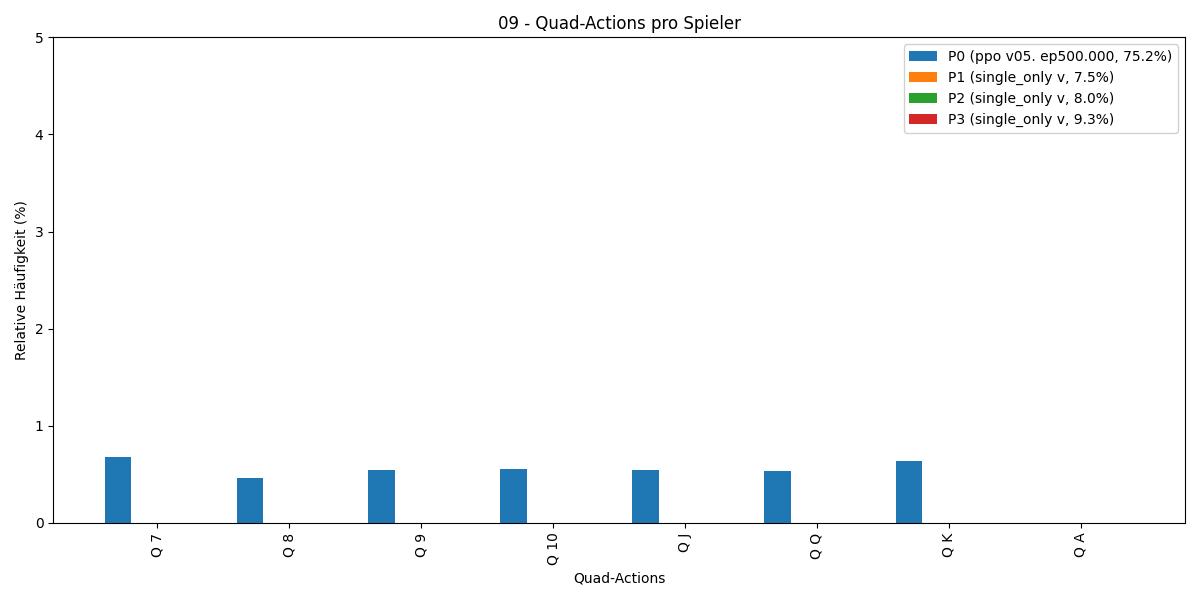 09 - Quad-Actions pro Spieler
P0 (ppo v05. ep500.000, 75.2%)
P1 (single_only v, 7.5%)
P2 (single_only v, 8.0%)
P3 (single_only v, 9.3%)
Relative Häufigkeit (%)
5
4
3
2
1
0
Q 7
Q 8
Q 9
Q 10
Q J
Q Q
Q K
Q A
Quad-Actions